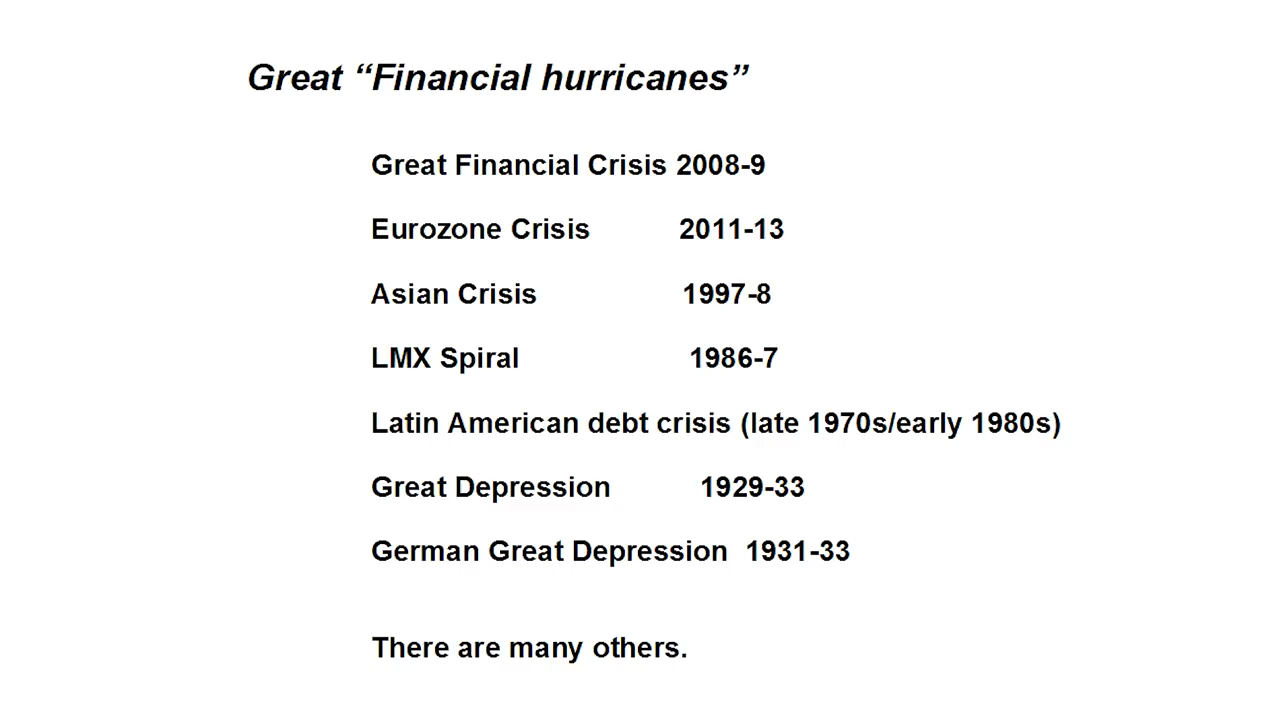 Great “Financial hurricanes”
Great Financial Crisis 2008-9
Eurozone Crisis 2011-13
Asian Crisis 1997-8
LMX Spiral 1986-7
Latin American debt crisis (late 1970s/early 1980s)
Great Depression 1929-33
German Great Depression 1931-33
There are many others.